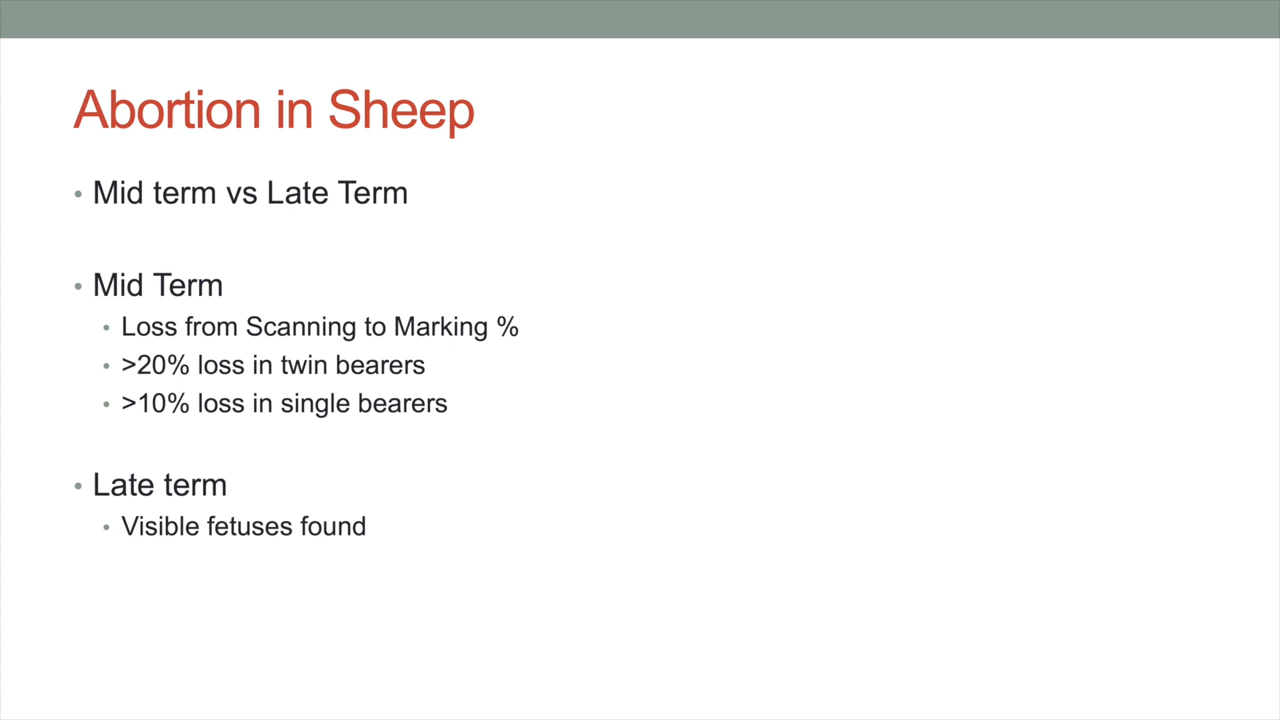 Abortion in Sheep
• Mid term vs Late Term
• Mid Term
• Loss from Scanning to Marking %
• >20% loss in twin bearers
• >10% loss in single bearers
• Late term
• Visible fetuses found